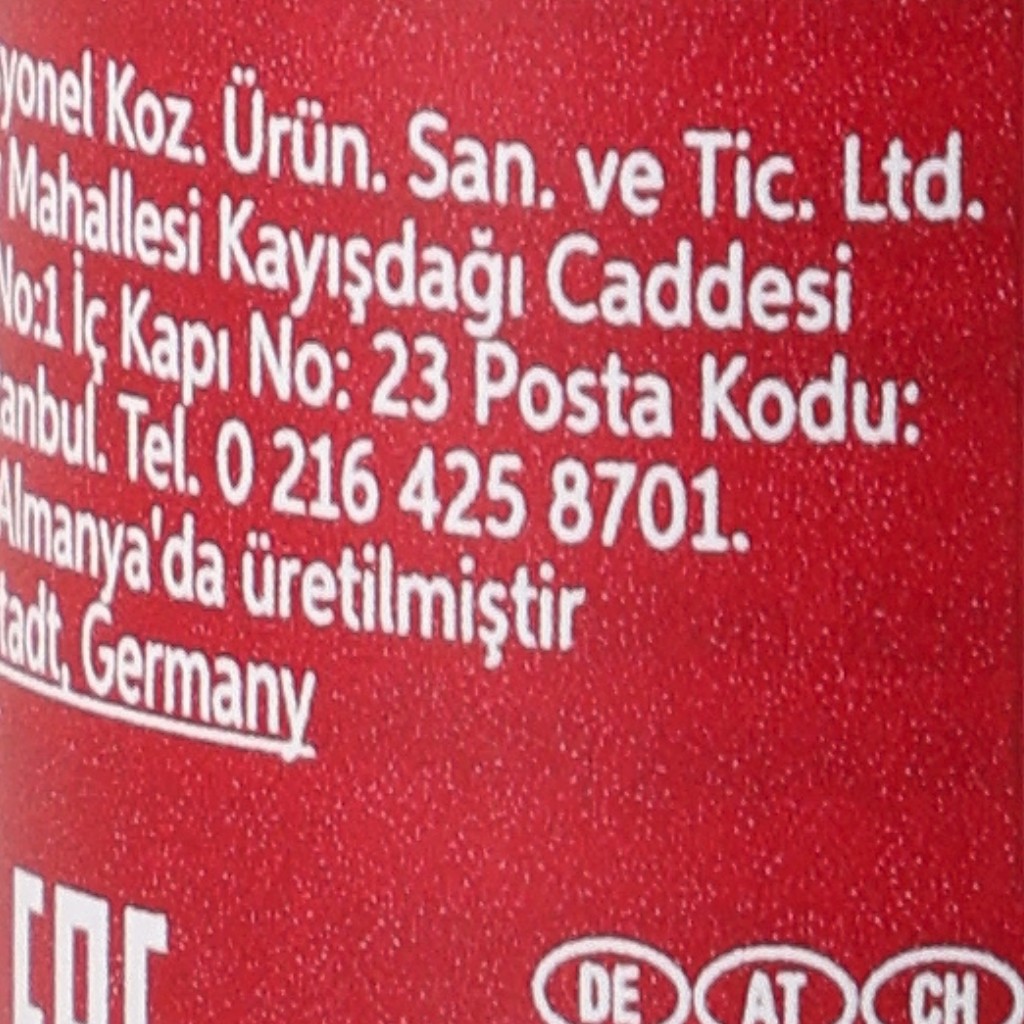 yonel Koz. Ürün. San. ve Tic. Ltd.
Mahallesi Kayışdağı Caddesi
No:1 İç Kapı No: 23 Posta Kodu:
tanbul. Tel. 0 216 425 8701.
Almanya'da üretilmiştir
tadt, Germany
DE AT CH